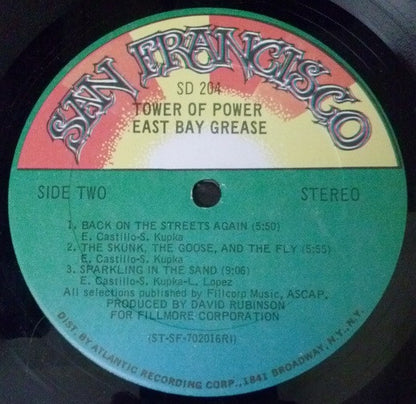 SAN FRANCISCO
SD 204
TOWER OF POWER
EAST BAY GREASE
SIDE TWO
STEREO
1. BACK ON THE STREETS AGAIN (5:50)
E. Castillo-S. Kupka
2. THE SKUNK, THE GOOSE, AND THE FLY (5:55)
E. Castillo-S. Kupka
3. SPARKLING IN THE SAND (9:06)
E. Castillo-S. Kupka-L. Lopez
All selections published by Fillcorp Music, ASCAP.
PRODUCED BY DAVID RUBINSON
FOR FILLMORE CORPORATION
(ST-SF-702016RI)
DIST. BY ATLANTIC RECORDING CORP., 1841 BROADWAY, N.Y., N.Y.